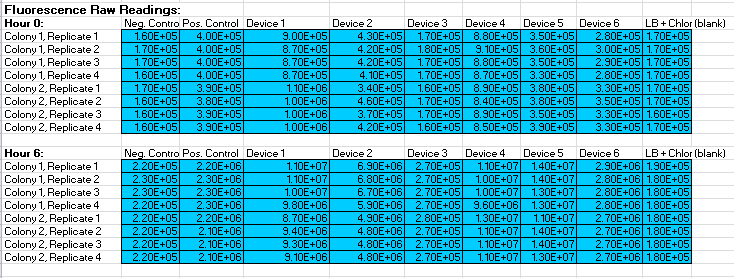 Fluorescence Raw Readings:
Hour 0: Neg. Contro Pos. Control Device 1 Device 2 Device 3 Device 4 Device 5 Device 6 LB + Chlor (blank)
Colony 1, Replicate 1 1.60E+05 4.00E+05 9.00E+05 4.30E+05 1.70E+05 8.80E+05 3.50E+05 2.80E+05 1.70E+05
Colony 1, Replicate 2 1.60E+05 4.00E+05 8.70E+05 4.20E+05 1.80E+05 9.10E+05 3.60E+05 3.00E+05 1.70E+05
Colony 1, Replicate 3 1.70E+05 4.00E+05 8.80E+05 4.20E+05 1.70E+05 8.80E+05 3.50E+05 2.90E+05 1.70E+05
Colony 1, Replicate 4 1.60E+05 4.00E+05 8.70E+05 4.10E+05 1.70E+05 8.70E+05 3.30E+05 2.80E+05 1.60E+05
Colony 2, Replicate 1 1.70E+05 3.90E+05 1.10E+06 3.40E+05 1.60E+05 8.90E+05 3.80E+05 3.50E+05 1.70E+05
Colony 2, Replicate 2 1.60E+05 3.80E+05 1.00E+06 4.60E+05 1.70E+05 8.40E+05 3.80E+05 3.50E+05 1.70E+05
Colony 2, Replicate 3 1.60E+05 3.90E+05 1.00E+06 3.70E+05 1.70E+05 8.90E+05 3.90E+05 3.30E+05 1.60E+05
Colony 2, Replicate 4 1.60E+05 3.90E+05 1.00E+06 4.20E+05 1.60E+05 8.50E+05 3.90E+05 3.30E+05 1.70E+05
Hour 6: Neg. Contro Pos. Control Device 1 Device 2 Device 3 Device 4 Device 5 Device 6 LB + Chlor (blank)
Colony 1, Replicate 1 2.20E+05 2.20E+06 1.10E+07 6.90E+06 2.70E+05 1.10E+07 1.40E+07 2.90E+06 1.90E+05
Colony 1, Replicate 2 2.30E+05 2.30E+06 1.10E+07 6.80E+06 2.70E+05 1.00E+07 1.40E+07 2.80E+06 1.80E+05
Colony 1, Replicate 3 2.30E+05 2.30E+06 1.00E+07 6.70E+06 2.70E+05 1.00E+07 1.30E+07 2.80E+06 1.80E+05
Colony 1, Replicate 4 2.20E+05 2.20E+06 9.80E+06 5.90E+06 2.70E+05 9.60E+06 1.30E+07 2.70E+06 1.80E+05
Colony 2, Replicate 1 2.20E+05 2.20E+06 8.70E+06 4.90E+06 2.80E+05 1.30E+07 1.10E+07 2.70E+06 1.80E+05
Colony 2, Replicate 2 2.20E+05 2.10E+06 9.40E+06 4.80E+06 2.70E+05 1.10E+07 1.40E+07 2.70E+06 1.80E+05
Colony 2, Replicate 3 2.20E+05 2.10E+06 9.30E+06 4.80E+06 2.70E+05 1.10E+07 1.40E+07 2.70E+06 1.80E+05
Colony 2, Replicate 4 2.20E+05 2.10E+06 9.10E+06 4.80E+06 2.70E+05 1.10E+07 1.30E+07 2.70E+06 1.80E+05